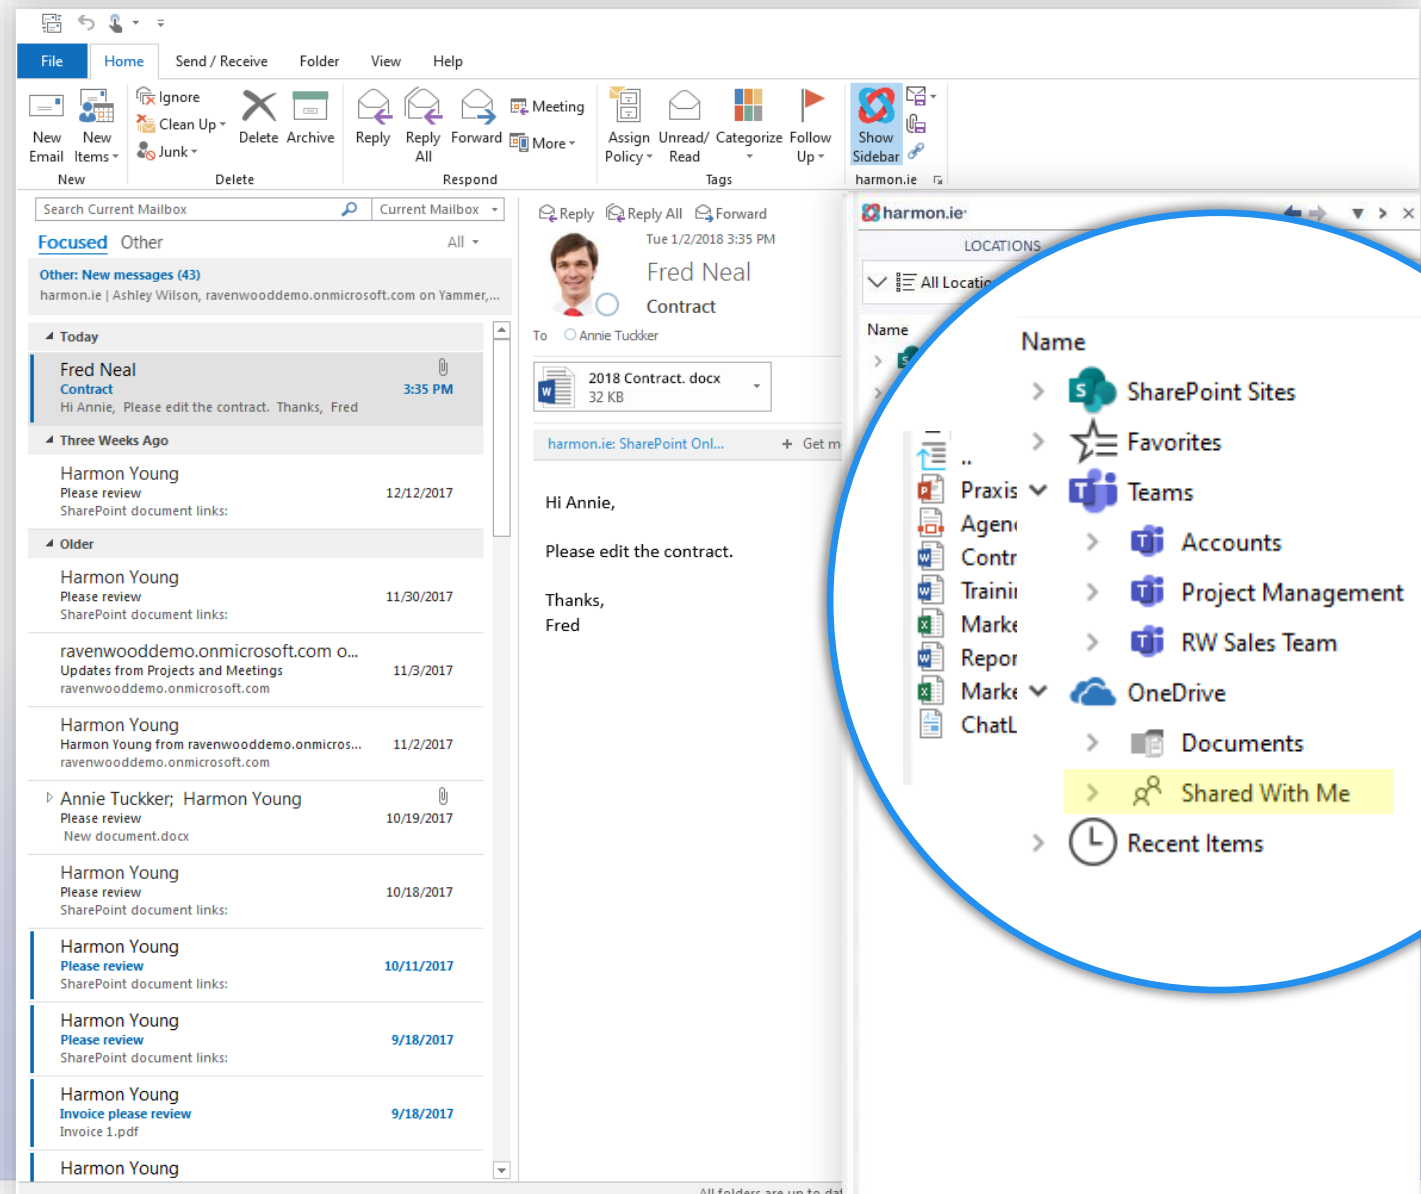 File Home Send / Receive Folder View Help
New Email
New Items
Ignore
Clean Up
Junk
Delete
Archive
Reply
Reply All
Forward
Meeting
More
Assign Policy
Unread/ Read
Categorize
Follow Up
Show Sidebar
New
Delete
Respond
Tags
harmon.ie
Search Current Mailbox
Current Mailbox
Focused Other
All
Other: New messages (43)
harmon.ie | Ashley Wilson, ravenwooddemo.onmicrosoft.com on Yammer,...
Today
Fred Neal
Contract 3:35 PM
Hi Annie, Please edit the contract. Thanks, Fred
Three Weeks Ago
Harmon Young
Please review 12/12/2017
SharePoint document links:
Older
Harmon Young
Please review 11/30/2017
SharePoint document links:
ravenwooddemo.onmicrosoft.com o...
Updates from Projects and Meetings 11/3/2017
ravenwooddemo.onmicrosoft.com
Harmon Young
Harmon Young from ravenwooddemo.onmicros... 11/2/2017
ravenwooddemo.onmicrosoft.com
Annie Tuckker; Harmon Young
Please review 10/19/2017
New document.docx
Harmon Young
Please review 10/18/2017
SharePoint document links:
Harmon Young
Please review 10/11/2017
SharePoint document links:
Harmon Young
Please review 9/18/2017
SharePoint document links:
Harmon Young
Invoice please review 9/18/2017
Invoice 1.pdf
Harmon Young
Reply Reply All Forward
Tue 1/2/2018 3:35 PM
Fred Neal
Contract
To Annie Tuckker
2018 Contract. docx
32 KB
harmon.ie: SharePoint Onl... + Get m
Hi Annie,
Please edit the contract.
Thanks,
Fred
harmon.ie
LOCATIONS
All Locatio
Name
Name
SharePoint Sites
Favorites
Teams
Accounts
Project Management
RW Sales Team
OneDrive
Documents
Shared With Me
Recent Items
..
Praxis
Agen
Contr
Traini
Marke
Repor
Marke
ChatL